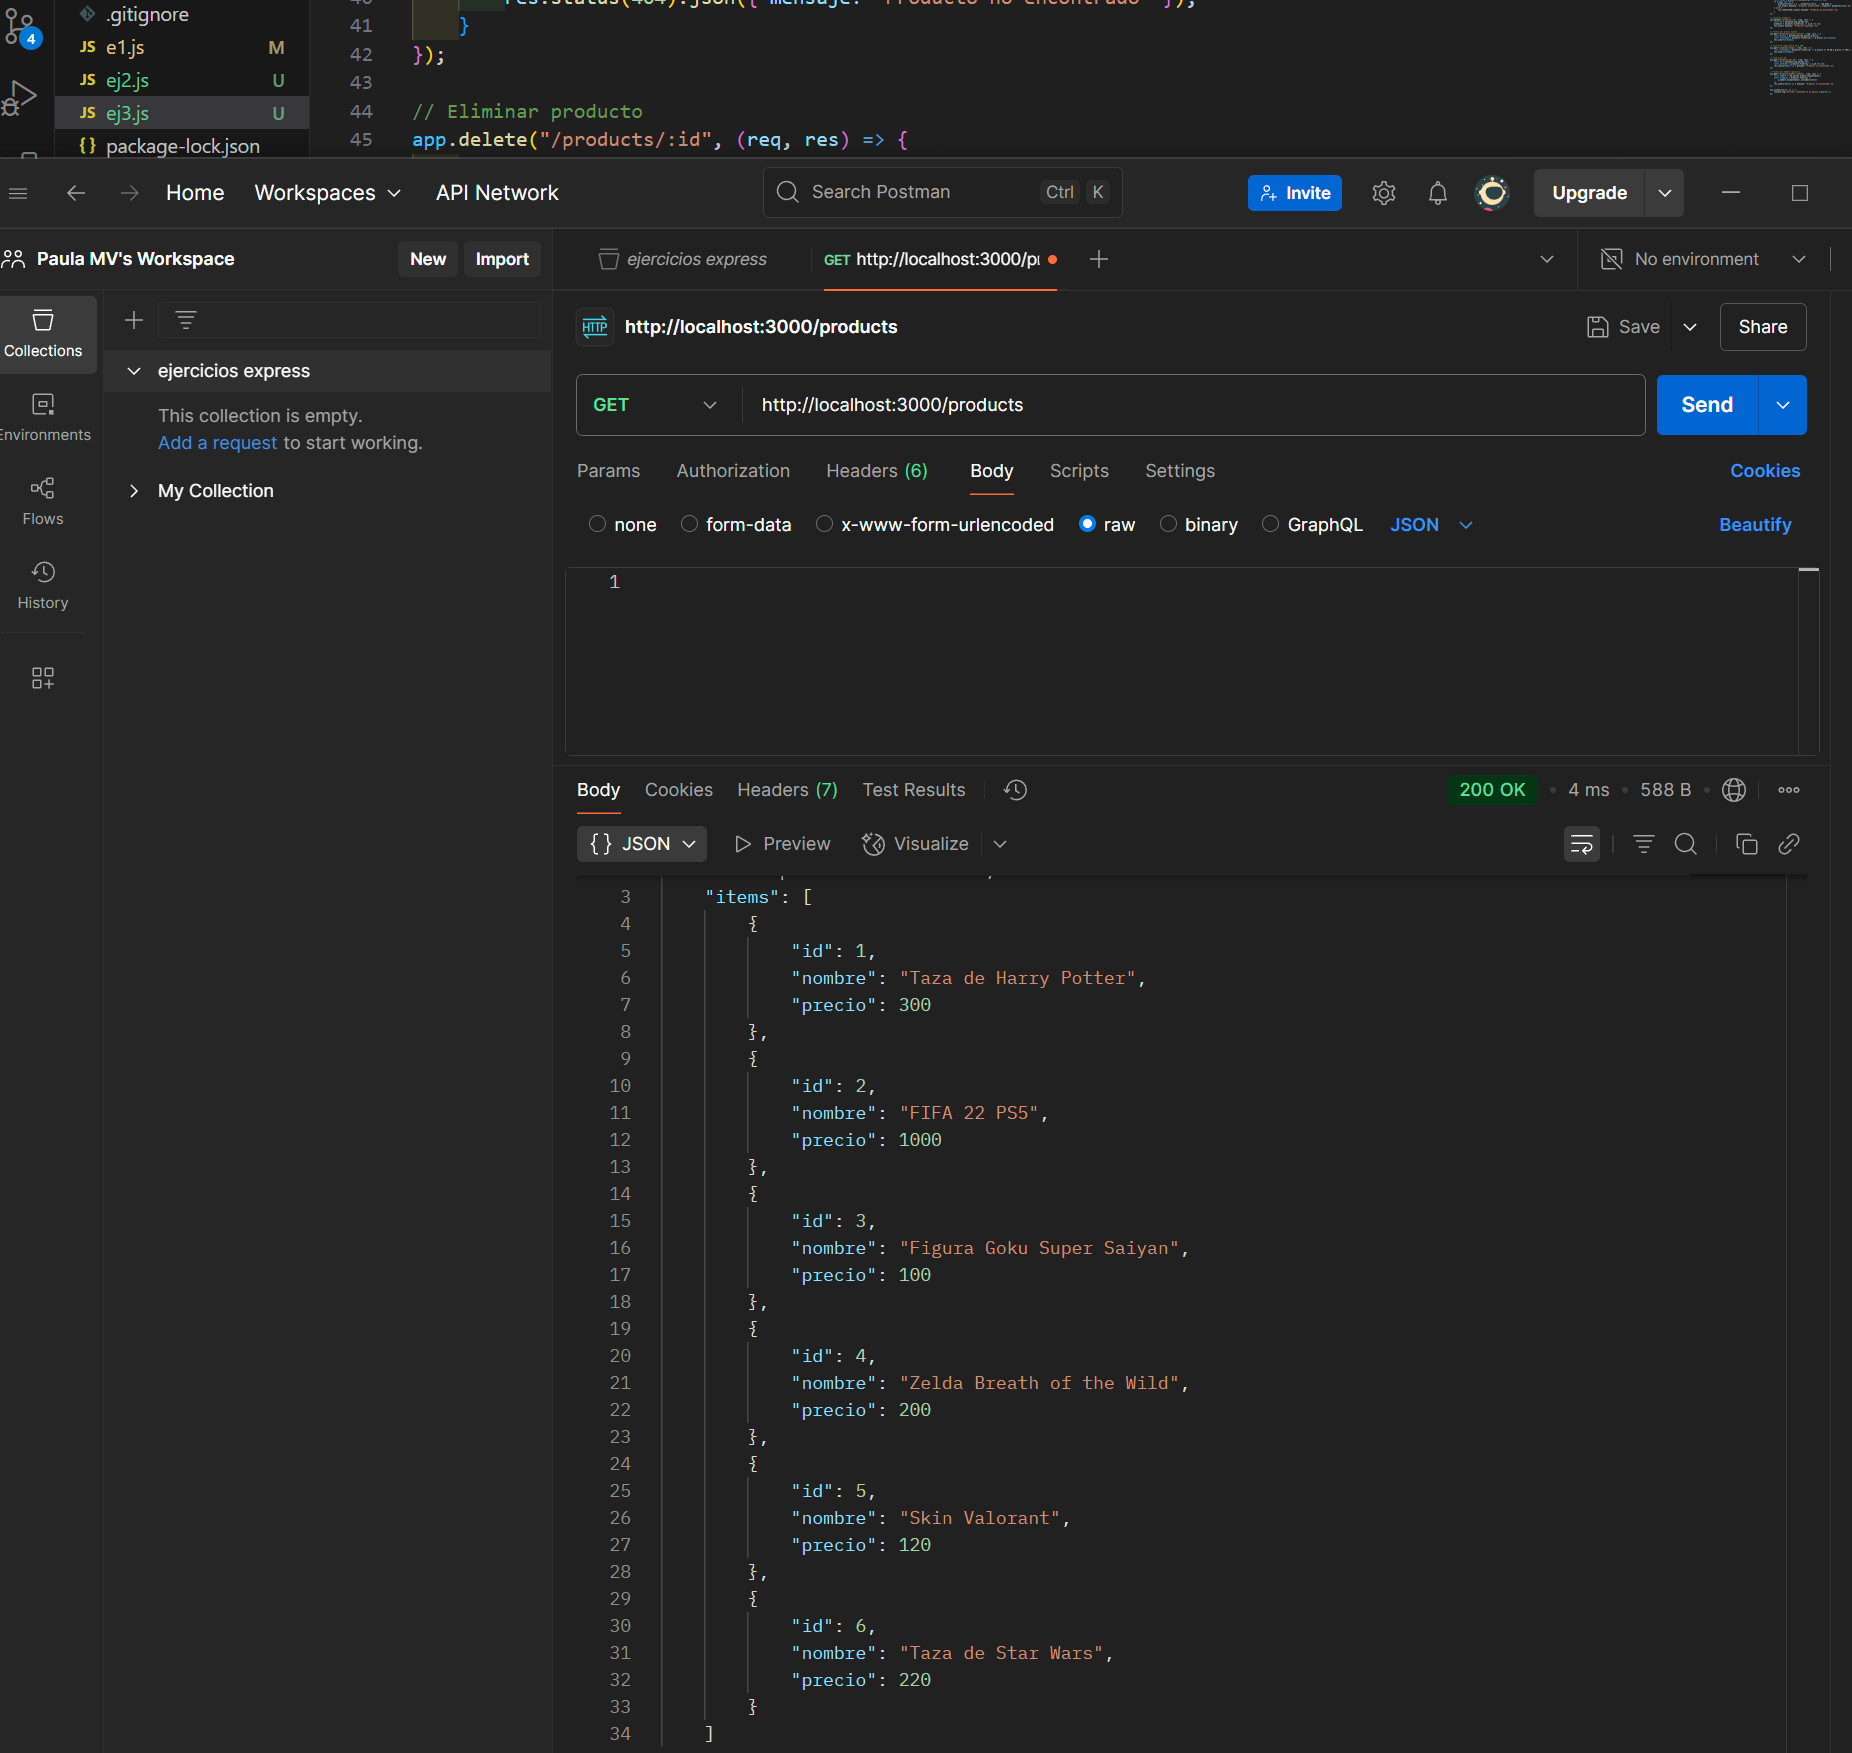 .gitignore
JS e1.js M
JS ej2.js U
JS ej3.js U
{} package-lock.json
4
41 }
42 });
43
44 // Eliminar producto
45 app.delete("/products/:id", (req, res) => {
Home Workspaces API Network
Search Postman Ctrl K
Invite
Upgrade
Paula MV's Workspace
New Import
ejercicios express
GET http://localhost:3000/pr
No environment
Collections
Environments
Flows
History
ejercicios express
This collection is empty.
Add a request to start working.
My Collection
HTTP http://localhost:3000/products
Save Share
GET http://localhost:3000/products
Send
Params Authorization Headers (6) Body Scripts Settings Cookies
none form-data x-www-form-urlencoded raw binary GraphQL JSON Beautify
1
Body Cookies Headers (7) Test Results 200 OK • 4 ms • 588 B
{} JSON Preview Visualize
3 "items": [
4 {
5 "id": 1,
6 "nombre": "Taza de Harry Potter",
7 "precio": 300
8 },
9 {
10 "id": 2,
11 "nombre": "FIFA 22 PS5",
12 "precio": 1000
13 },
14 {
15 "id": 3,
16 "nombre": "Figura Goku Super Saiyan",
17 "precio": 100
18 },
19 {
20 "id": 4,
21 "nombre": "Zelda Breath of the Wild",
22 "precio": 200
23 },
24 {
25 "id": 5,
26 "nombre": "Skin Valorant",
27 "precio": 120
28 },
29 {
30 "id": 6,
31 "nombre": "Taza de Star Wars",
32 "precio": 220
33 }
34 ]